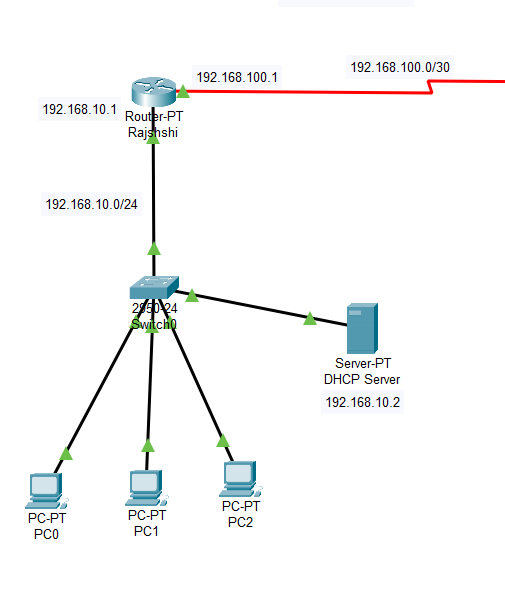 192.168.100.0/30
192.168.100.1
192.168.10.1
Router-PT
Rajshshi
192.168.10.0/24
2950-24
Switch0
Server-PT
DHCP Server
192.168.10.2
PC-PT
PC0
PC-PT
PC1
PC-PT
PC2